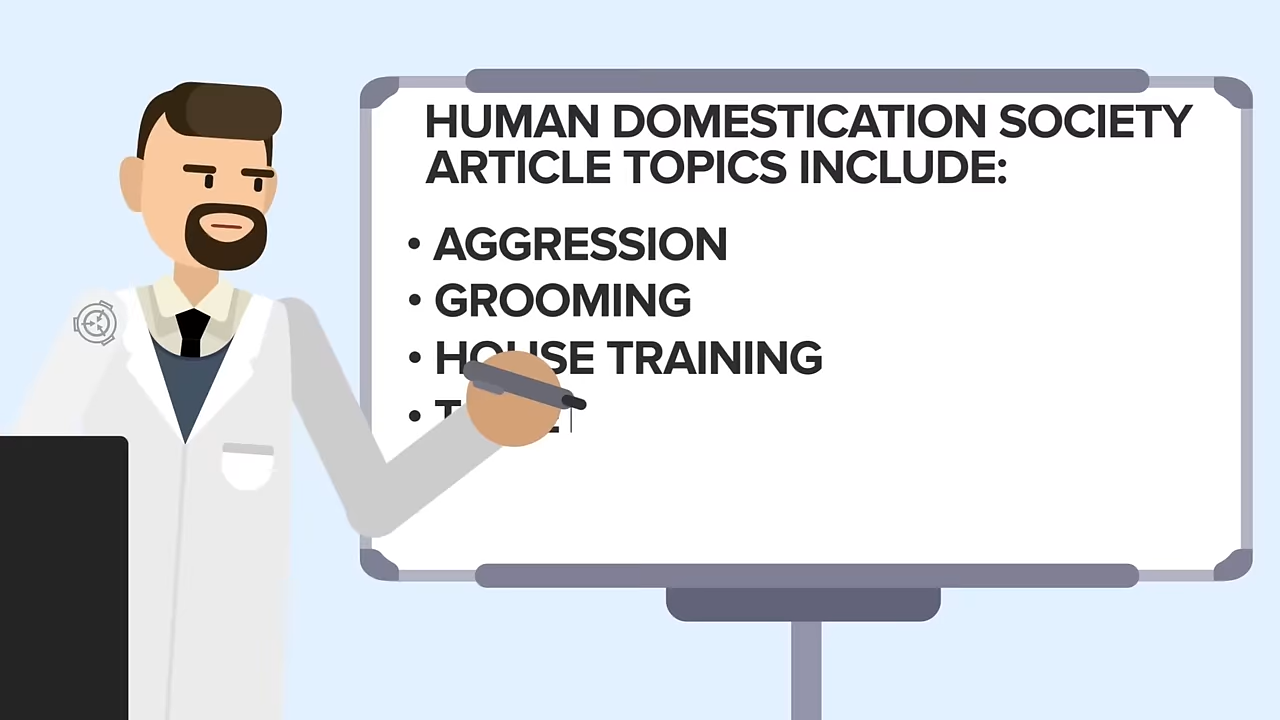 HUMAN DOMESTICATION SOCIETY
ARTICLE TOPICS INCLUDE:
• AGGRESSION
• GROOMING
• HOUSE TRAINING